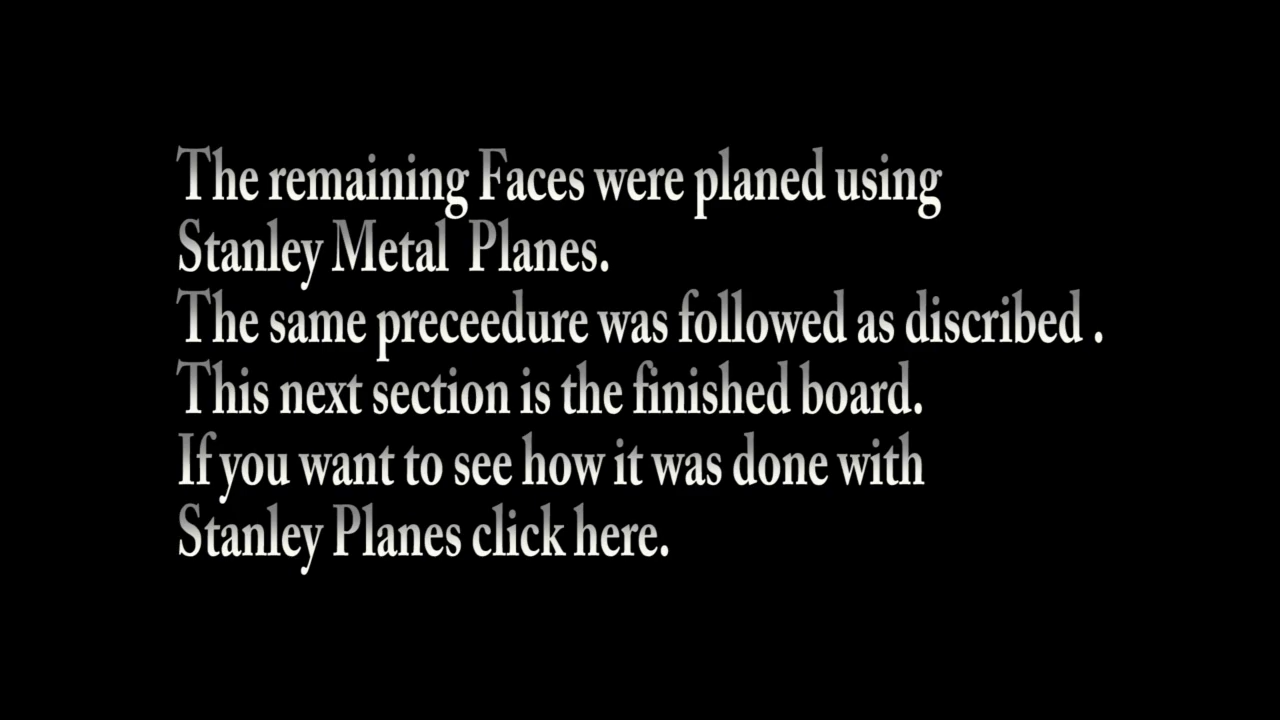 The remaining Faces were planed using
Stanley Metal  Planes.
The same preceedure was followed as discribed .
This next section is the finished board.
If you want to see how it was done with
Stanley Planes click here.